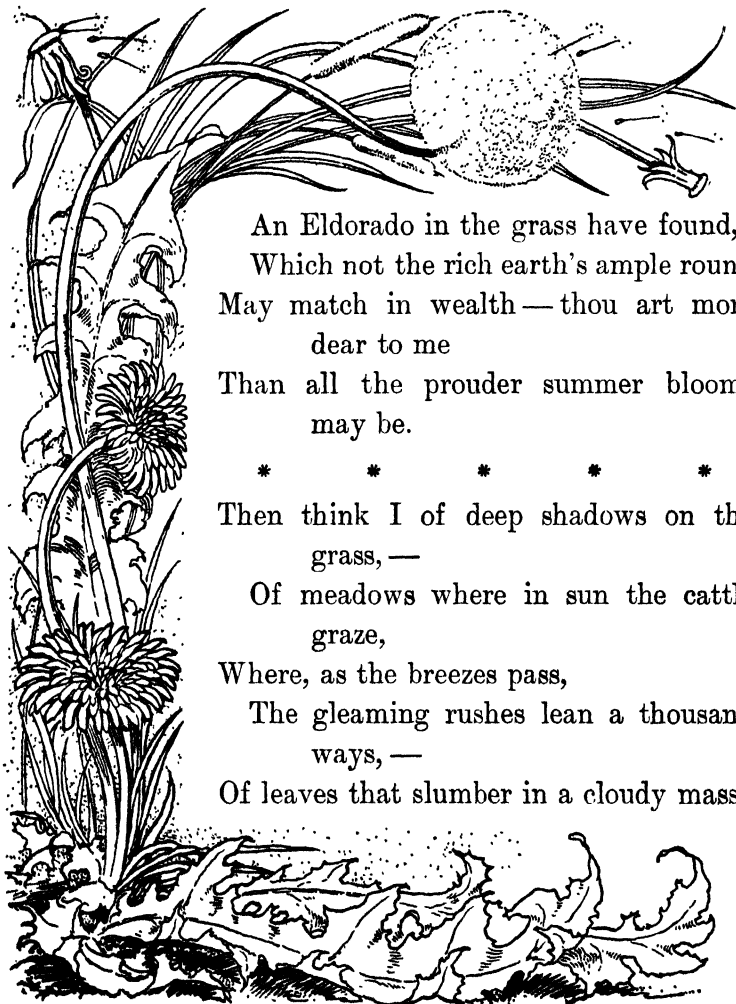 An Eldorado in the grass have found,
Which not the rich earth's ample roun
May match in wealth — thou art mor
dear to me
Than all the prouder summer bloom
may be.
* * * * *
Then think I of deep shadows on th
grass, —
Of meadows where in sun the cattl
graze,
Where, as the breezes pass,
The gleaming rushes lean a thousan
ways, —
Of leaves that slumber in a cloudy mass